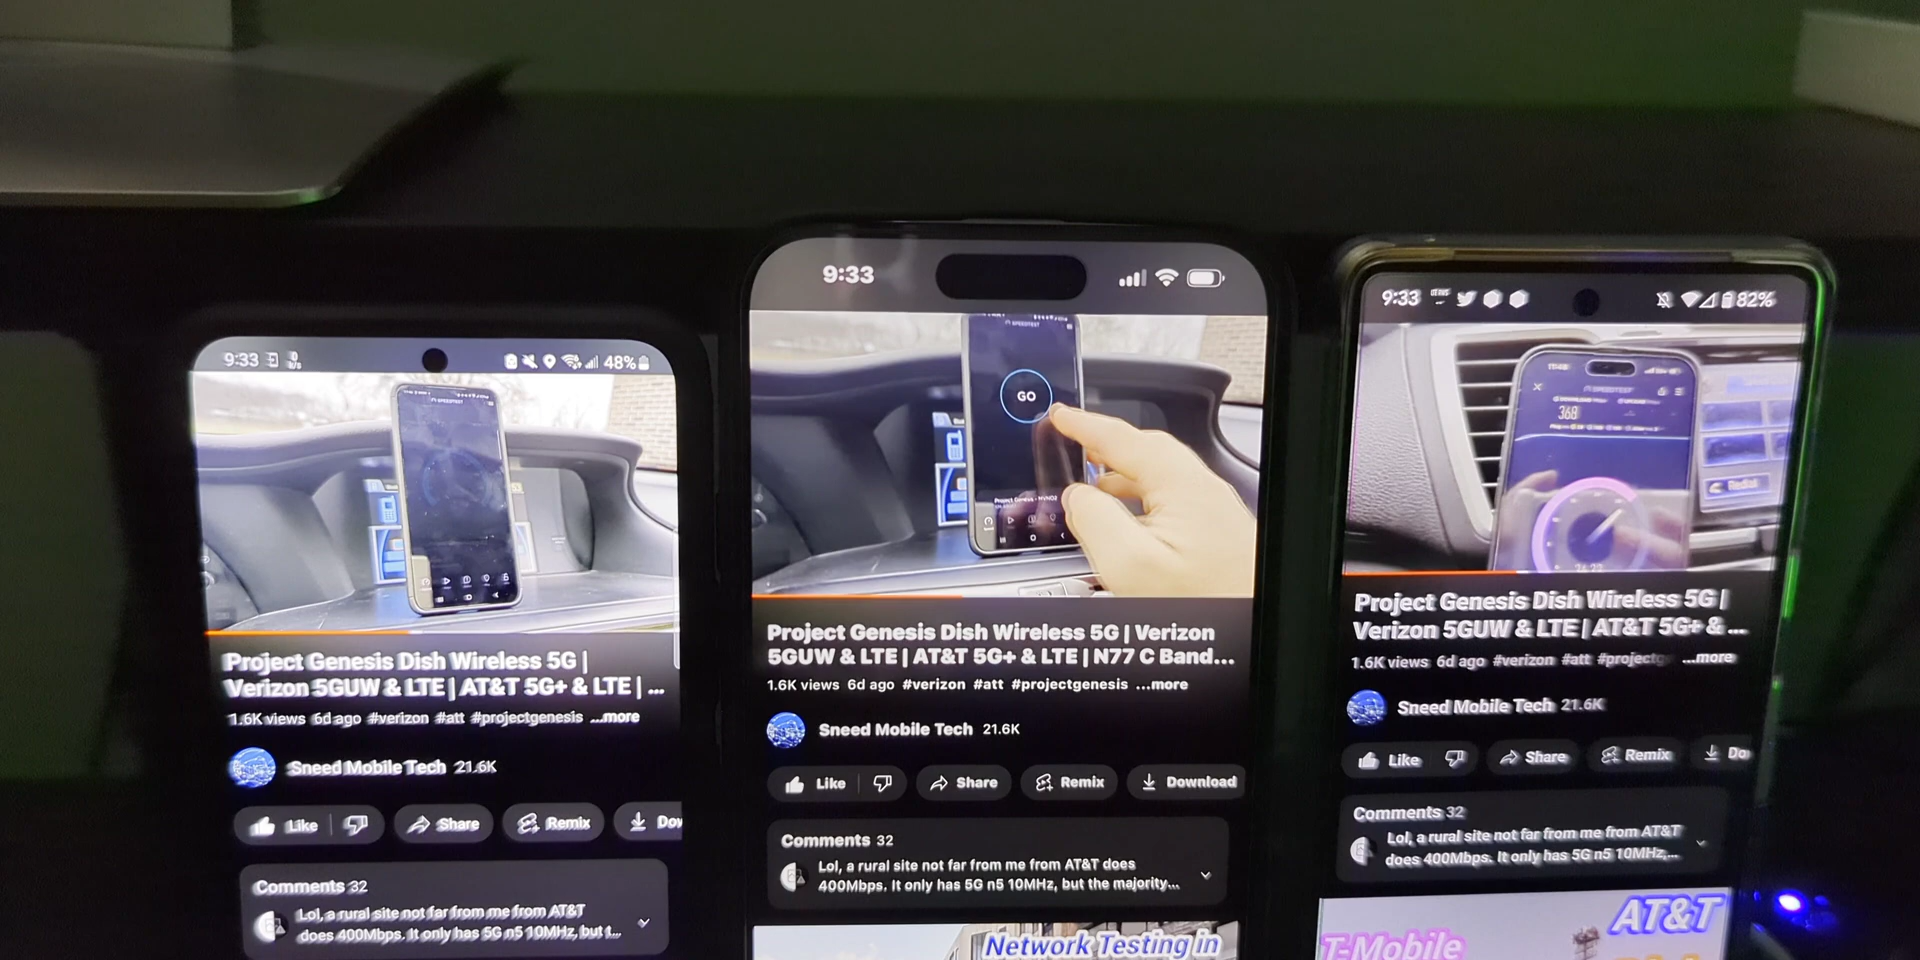 9:33
48%
Project Genesis Dish Wireless 5G |
Verizon 5GUW & LTE | AT&T 5G+ & LTE | ...
1.6K views 6d ago #verizon #att #projectgenesis ...more
Sneed Mobile Tech 21.6K
Like
Share
Remix
Dow
Comments 32
Lol, a rural site not far from me from AT&T
does 400Mbps. It only has 5G n5 10MHz, but t...
9:33
GO
Project Genesis Dish Wireless 5G | Verizon
5GUW & LTE | AT&T 5G+ & LTE | N77 C Band...
1.6K views 6d ago #verizon #att #projectgenesis ...more
Sneed Mobile Tech 21.6K
Like
Share
Remix
Download
Comments 32
Lol, a rural site not far from me from AT&T does
400Mbps. It only has 5G n5 10MHz, but the majority...
Network Testing in
9:33
82%
SPEEDTEST
368
Redial
Project Genesis Dish Wireless 5G |
Verizon 5GUW & LTE | AT&T 5G+ & ...
1.6K views 6d ago #verizon #att #projectg ...more
Sneed Mobile Tech 21.6K
Like
Share
Remix
Do
Comments 32
Lol, a rural site not far from me from AT&T
does 400Mbps. It only has 5G n5 10MHz,...
AT&T
T-Mobile